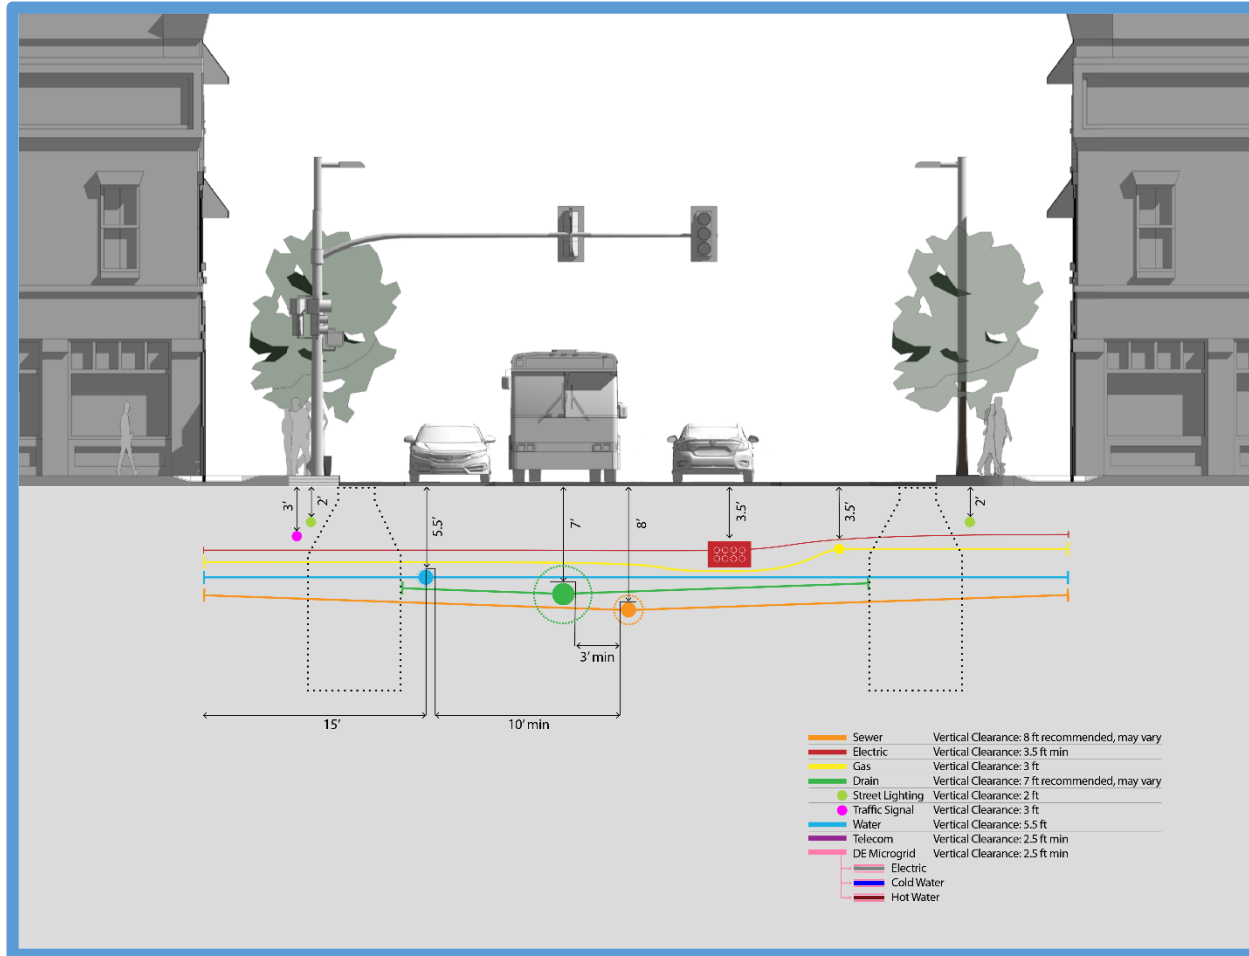 3'
2'
5.5'
7'
8'
3.5'
3.5'
2'
3' min
15'
10' min
Sewer Vertical Clearance: 8 ft recommended, may vary
Electric Vertical Clearance: 3.5 ft min
Gas Vertical Clearance: 3 ft
Drain Vertical Clearance: 7 ft recommended, may vary
Street Lighting Vertical Clearance: 2 ft
Traffic Signal Vertical Clearance: 3 ft
Water Vertical Clearance: 5.5 ft
Telecom Vertical Clearance: 2.5 ft min
DE Microgrid Vertical Clearance: 2.5 ft min
Electric
Cold Water
Hot Water